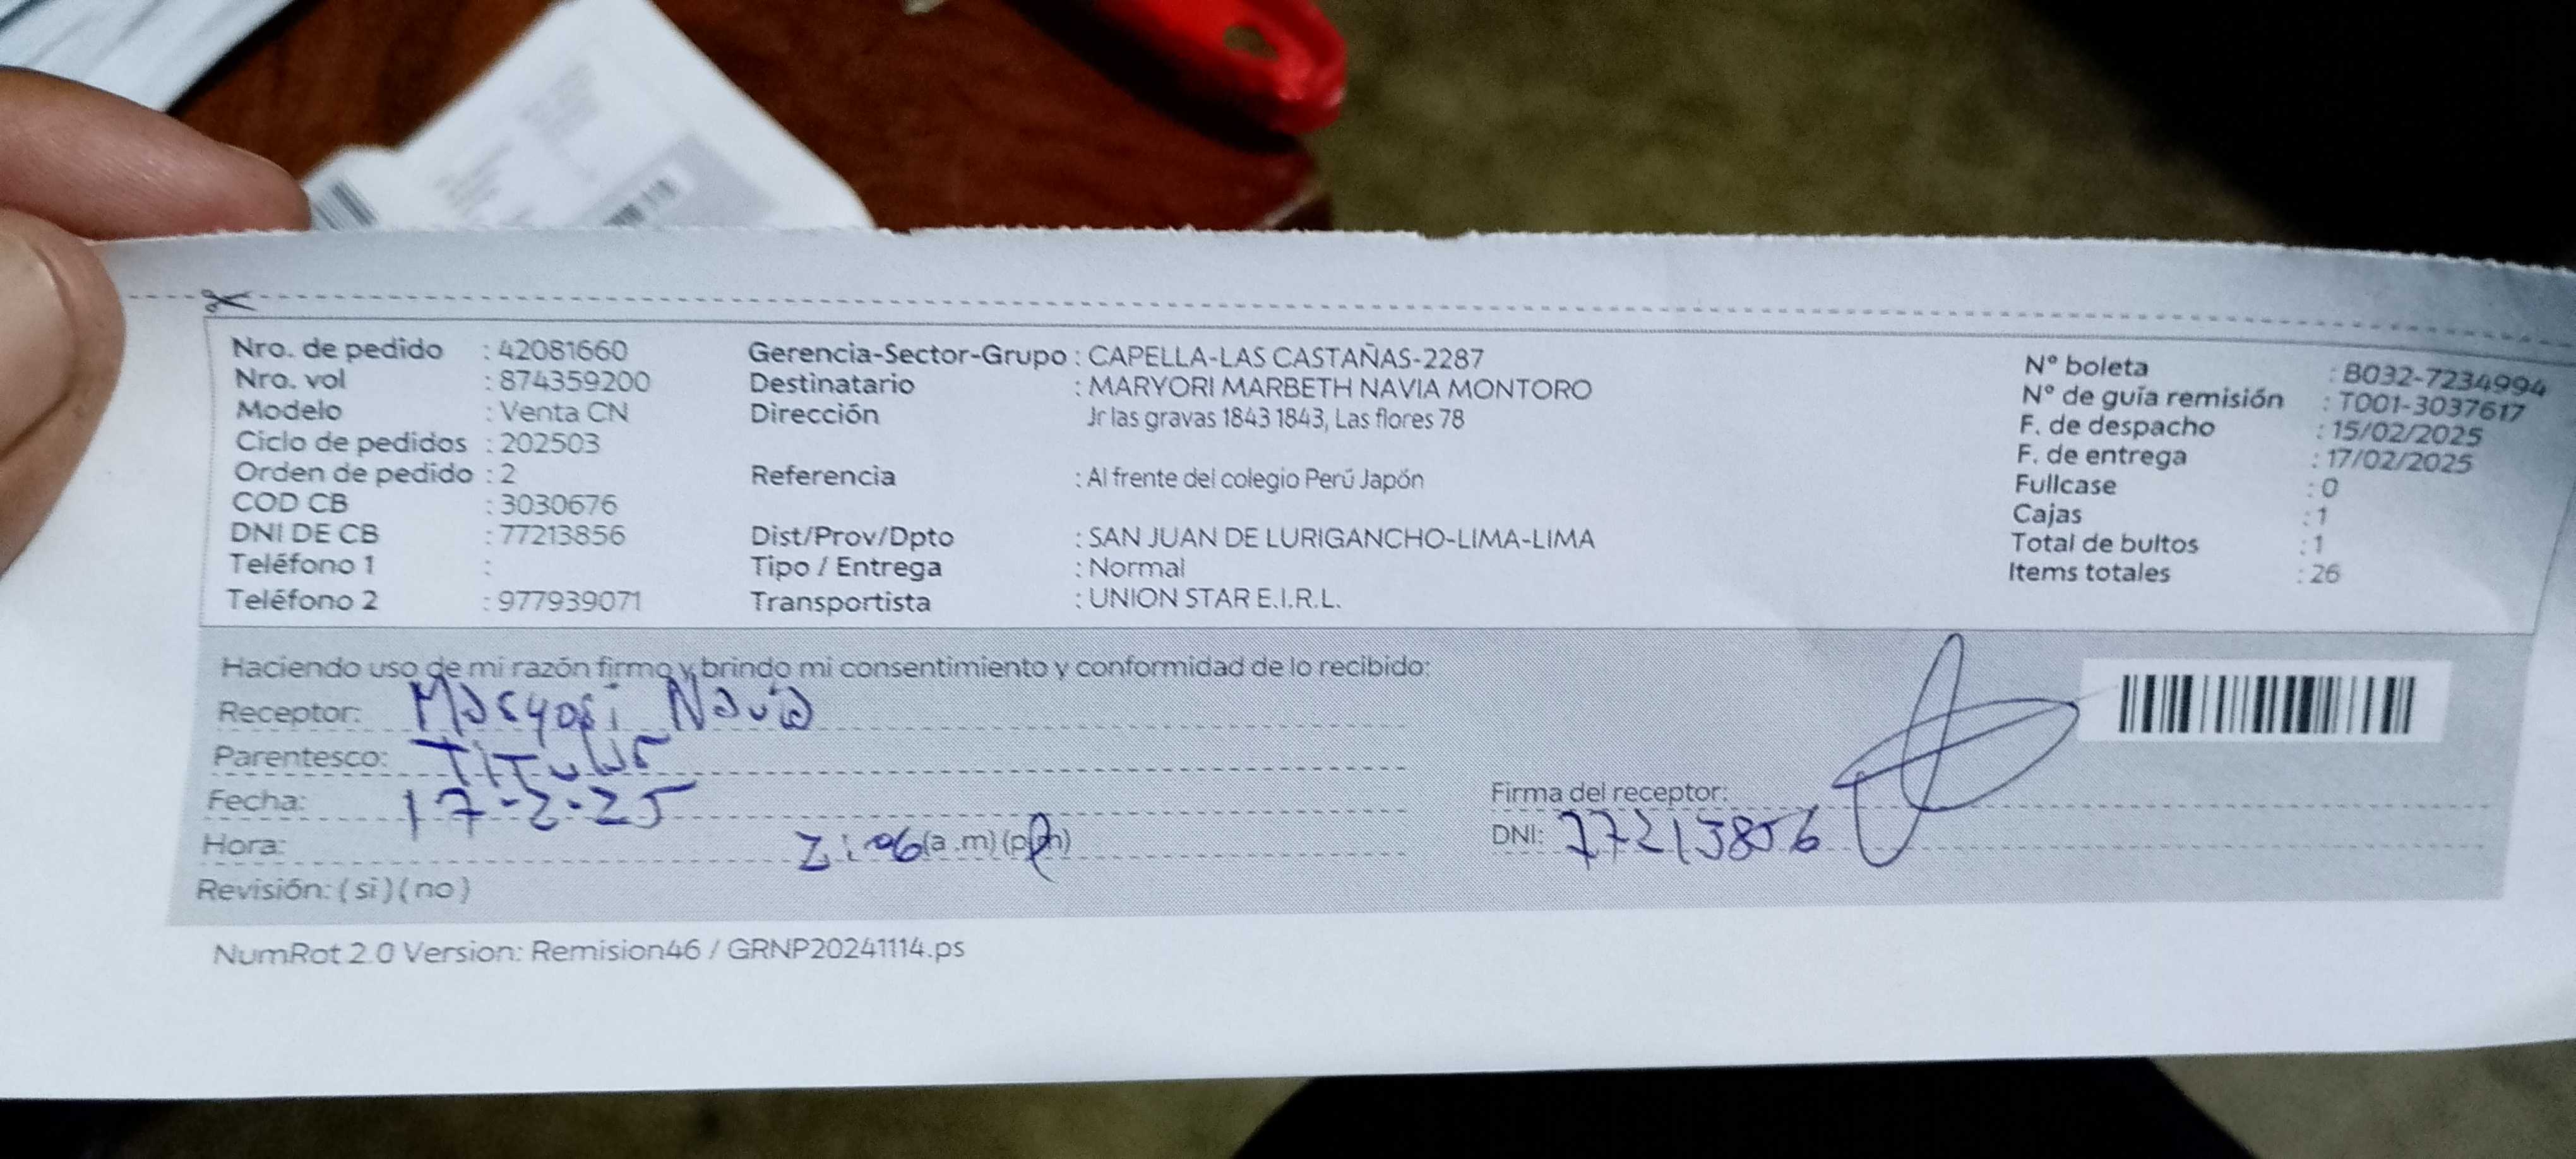 Nro. de pedido : 42081660
Nro. vol : 874359200
Modelo : Venta CN
Ciclo de pedidos : 202503
Orden de pedido : 2
COD CB : 3030676
DNI DE CB : 77213856
Teléfono 1 :
Teléfono 2 : 977939071
Gerencia-Sector-Grupo : CAPELLA-LAS CASTAÑAS-2287
Destinatario : MARYORI MARBETH NAVIA MONTORO
Dirección Jr las gravas 1843 1843, Las flores 78
Referencia : Al frente del colegio Perú Japón
Dist/Prov/Dpto : SAN JUAN DE LURIGANCHO-LIMA-LIMA
Tipo / Entrega : Normal
Transportista : UNION STAR E.I.R.L.
Nº boleta : B032-7234994
Nº de guía remisión : T001-3037617
F. de despacho : 15/02/2025
F. de entrega : 17/02/2025
Fullcase : 0
Cajas : 1
Total de bultos : 1
Items totales : 26
Haciendo uso de mi razón firmo y brindo mi consentimiento y conformidad de lo recibido:
Receptor: Maryori Navia
Parentesco: Titular
Fecha: 17-2-25
Hora: 2:06 (a.m) (p.m)
Revisión: ( si ) ( no )
Firma del receptor:
DNI: 77213856
NumRot 2.0 Version: Remision46 / GRNP20241114.ps